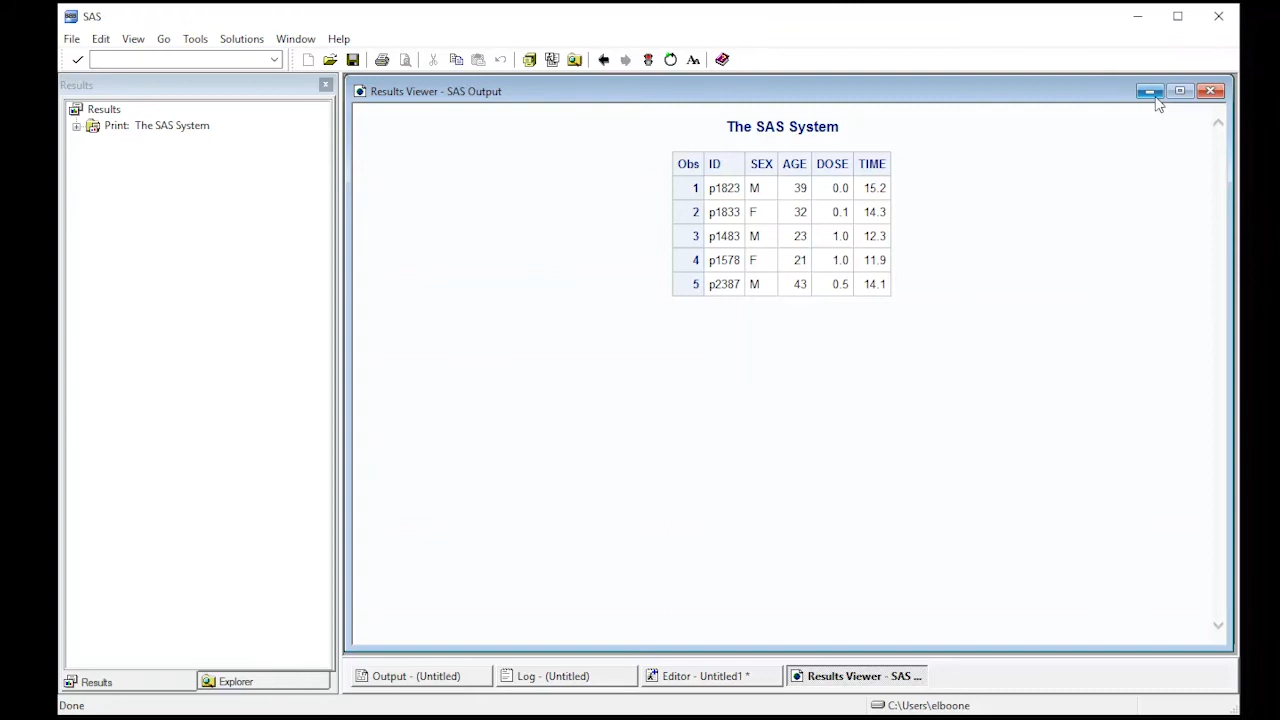 SAS
File Edit View Go Tools Solutions Window Help
Results
Results
Print: The SAS System
Results Viewer - SAS Output
The SAS System
Obs ID SEX AGE DOSE TIME
1 p1823 M 39 0.0 15.2
2 p1833 F 32 0.1 14.3
3 p1483 M 23 1.0 12.3
4 p1578 F 21 1.0 11.9
5 p2387 M 43 0.5 14.1
Results Explorer
Output - (Untitled) Log - (Untitled) Editor - Untitled1 * Results Viewer - SAS ...
Done C:\Users\elboone